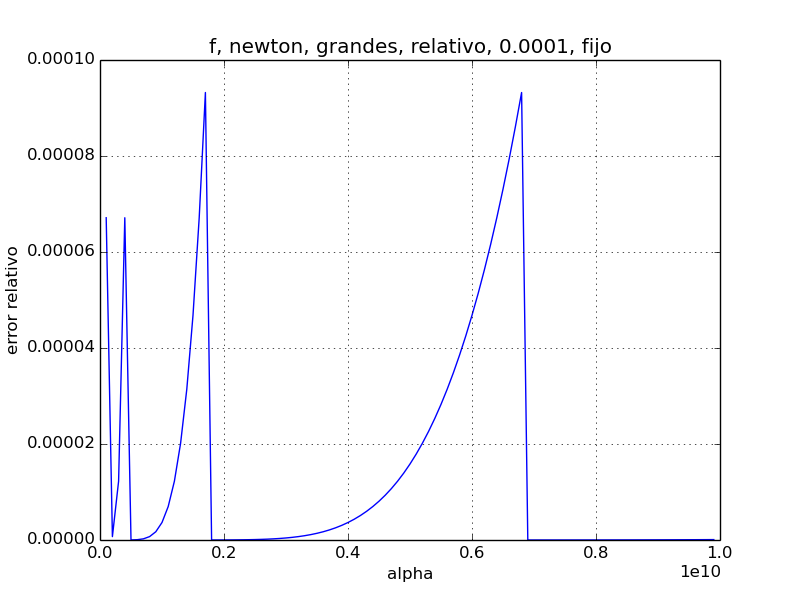 f, newton, grandes, relativo, 0.0001, fijo
0.00010
0.00008
0.00006
0.00004
0.00002
0.00000
error relativo
0.0 0.2 0.4 0.6 0.8 1.0
1e10
alpha